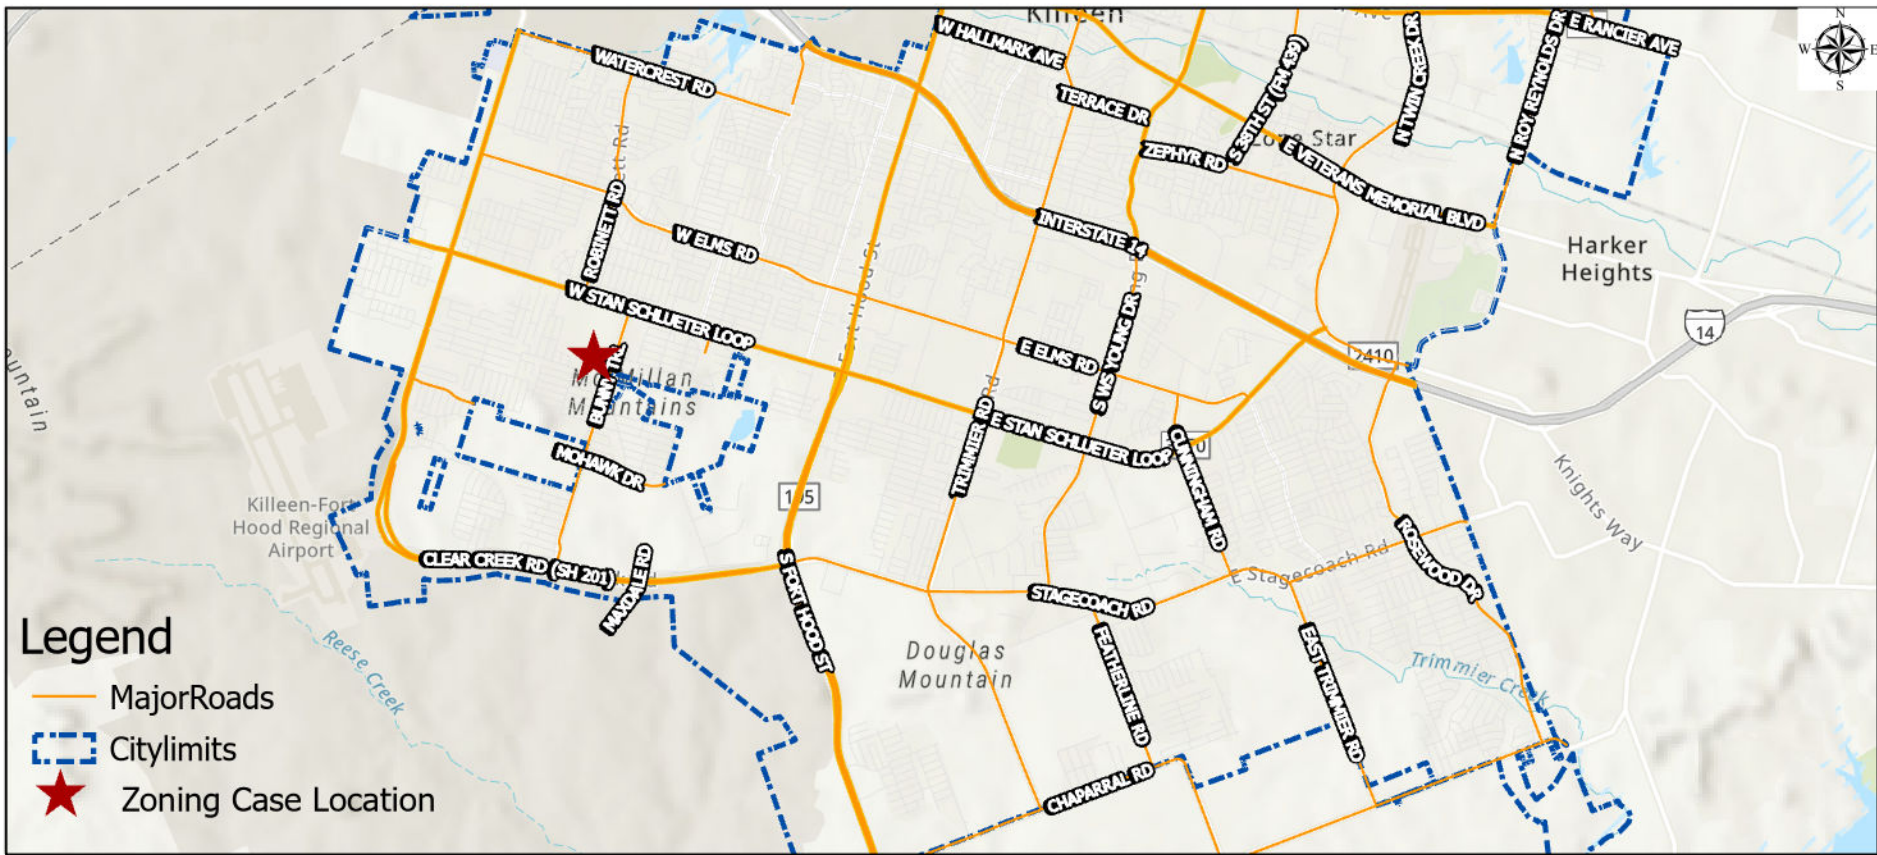 Killeen
N
W
E
S
W HALLMARK AVE
E RANCIER AVE
WATERCREST RD
TERRACE DR
S 38TH ST (FM 439)
N TWIN CREEK DR
N ROY REYNOLDS DR
ZEPHYR RD
E VETERANS MEMORIAL BLVD
ROBINETT RD
W ELMS RD
Fort Hood St
INTERSTATE 14
Harker
Heights
W STAN SCHLUETER LOOP
14
2410
S WS YOUNG DR
E ELMS RD
McMillan
Mountains
MOHAWK DR
TRIMMIER RD
E STAN SCHLUETER LOOP
CUNNINGHAM RD
Knights Way
195
Killeen-Fort
Hood Regional
Airport
CLEAR CREEK RD (SH 201)
MAXDALE RD
S FORT HOOD ST
E Stagecoach Rd
ROSEWOOD DR
STAGECOACH RD
FEATHERLINE RD
EAST TRIMMIER RD
Trimmier Creek
Douglas
Mountain
Reese Creek
CHAPARRAL RD
Legend
MajorRoads
Citylimits
Zoning Case Location